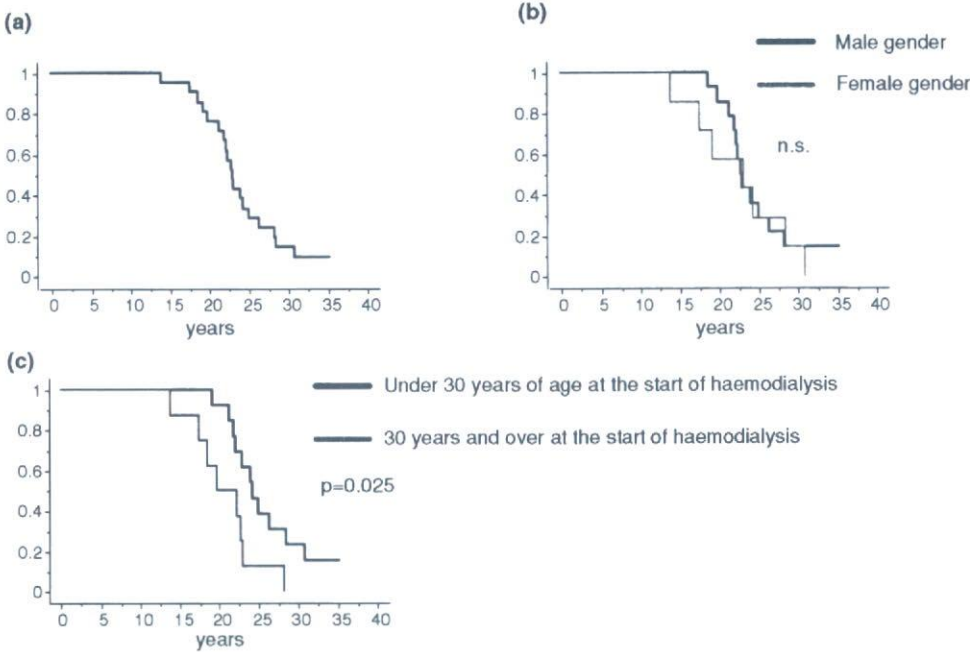 (a)
1
0.8
0.6
0.4
0.2
0
0 5 10 15 20 25 30 35 40
years
(b)
Male gender
Female gender
n.s.
1
0.8
0.6
0.4
0.2
0
0 5 10 15 20 25 30 35 40
years
(c)
Under 30 years of age at the start of haemodialysis
30 years and over at the start of haemodialysis
p=0.025
1
0.8
0.6
0.4
0.2
0
0 5 10 15 20 25 30 35 40
years